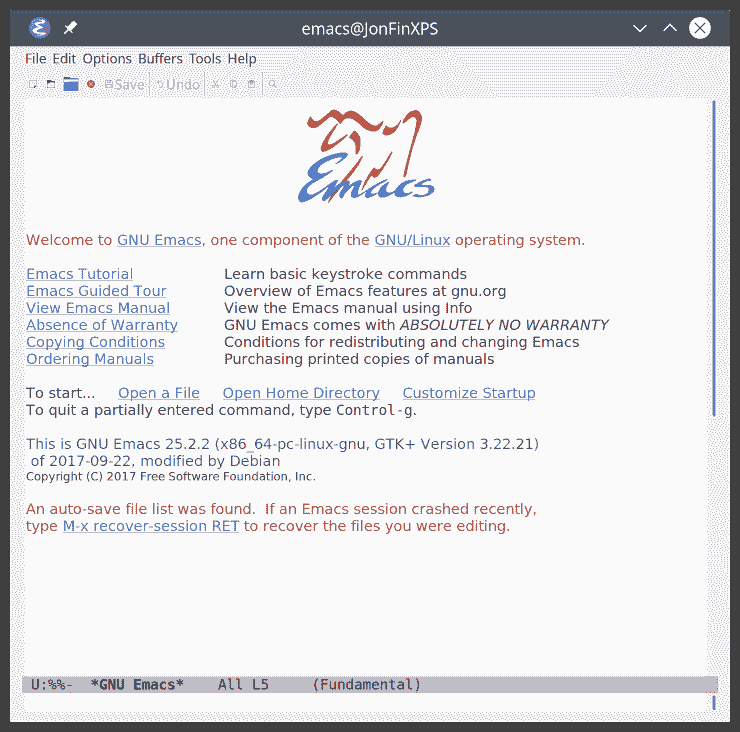 emacs@JonFinXPS
File Edit Options Buffers Tools Help
Save Undo
Emacs
Welcome to GNU Emacs, one component of the GNU/Linux operating system.
Emacs Tutorial Learn basic keystroke commands
Emacs Guided Tour Overview of Emacs features at gnu.org
View Emacs Manual View the Emacs manual using Info
Absence of Warranty GNU Emacs comes with ABSOLUTELY NO WARRANTY
Copying Conditions Conditions for redistributing and changing Emacs
Ordering Manuals Purchasing printed copies of manuals
To start... Open a File Open Home Directory Customize Startup
To quit a partially entered command, type Control-g.
This is GNU Emacs 25.2.2 (x86_64-pc-linux-gnu, GTK+ Version 3.22.21)
of 2017-09-22, modified by Debian
Copyright (C) 2017 Free Software Foundation, Inc.
An auto-save file list was found. If an Emacs session crashed recently,
type M-x recover-session RET to recover the files you were editing.
U:%%- *GNU Emacs* All L5 (Fundamental)